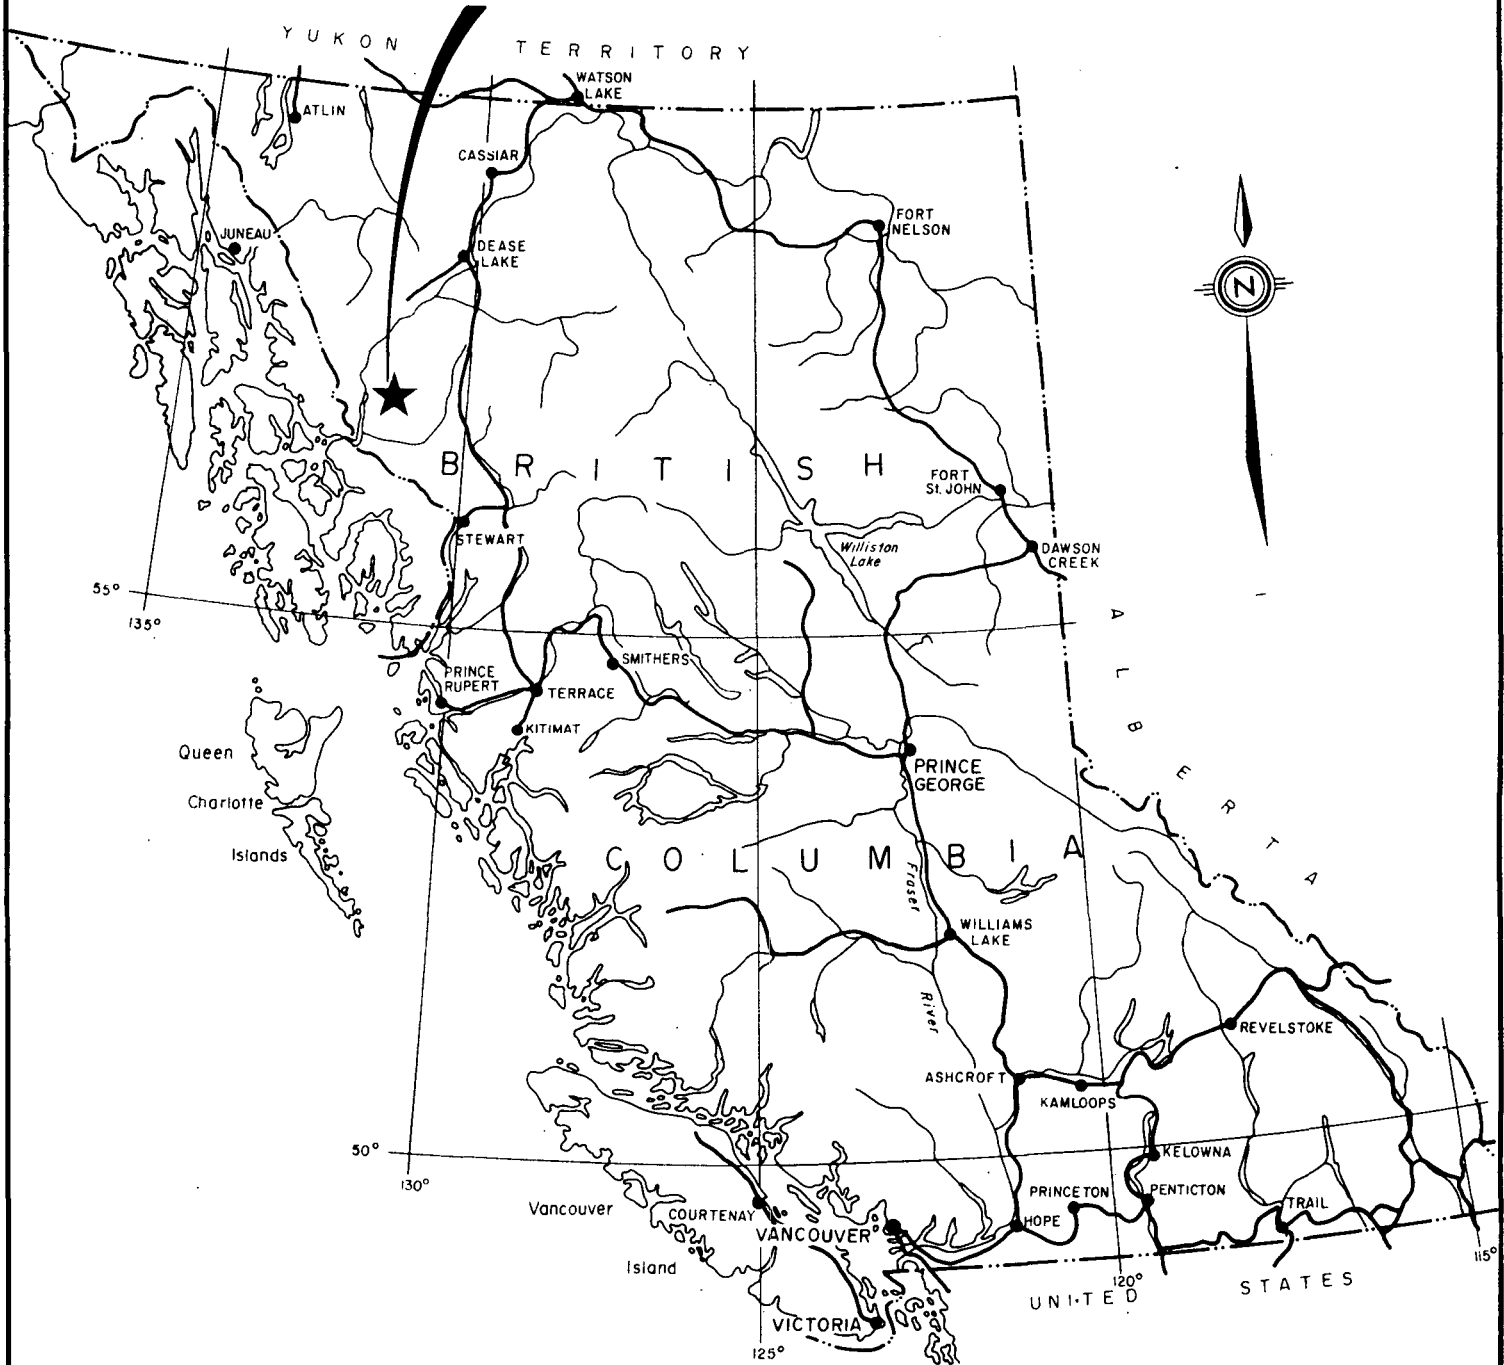 YUKON TERRITORY
WATSON
LAKE
ATLIN
CASSIAR
FORT
NELSON
JUNEAU
DEASE
LAKE
N
BRITISH
FORT
St. JOHN
STEWART
Williston
Lake
DAWSON
CREEK
55°
135°
ALBERTA
SMITHERS
PRINCE
RUPERT
TERRACE
KITIMAT
Queen
Charlotte
Islands
PRINCE
GEORGE
COLUMBIA
Fraser
River
WILLIAMS
LAKE
REVELSTOKE
ASHCROFT
KAMLOOPS
50°
130°
KELOWNA
PRINCETON
PENTICTON
TRAIL
Vancouver
Island
COURTENAY
VANCOUVER
HOPE
115°
120°
UNITED STATES
VICTORIA
125°